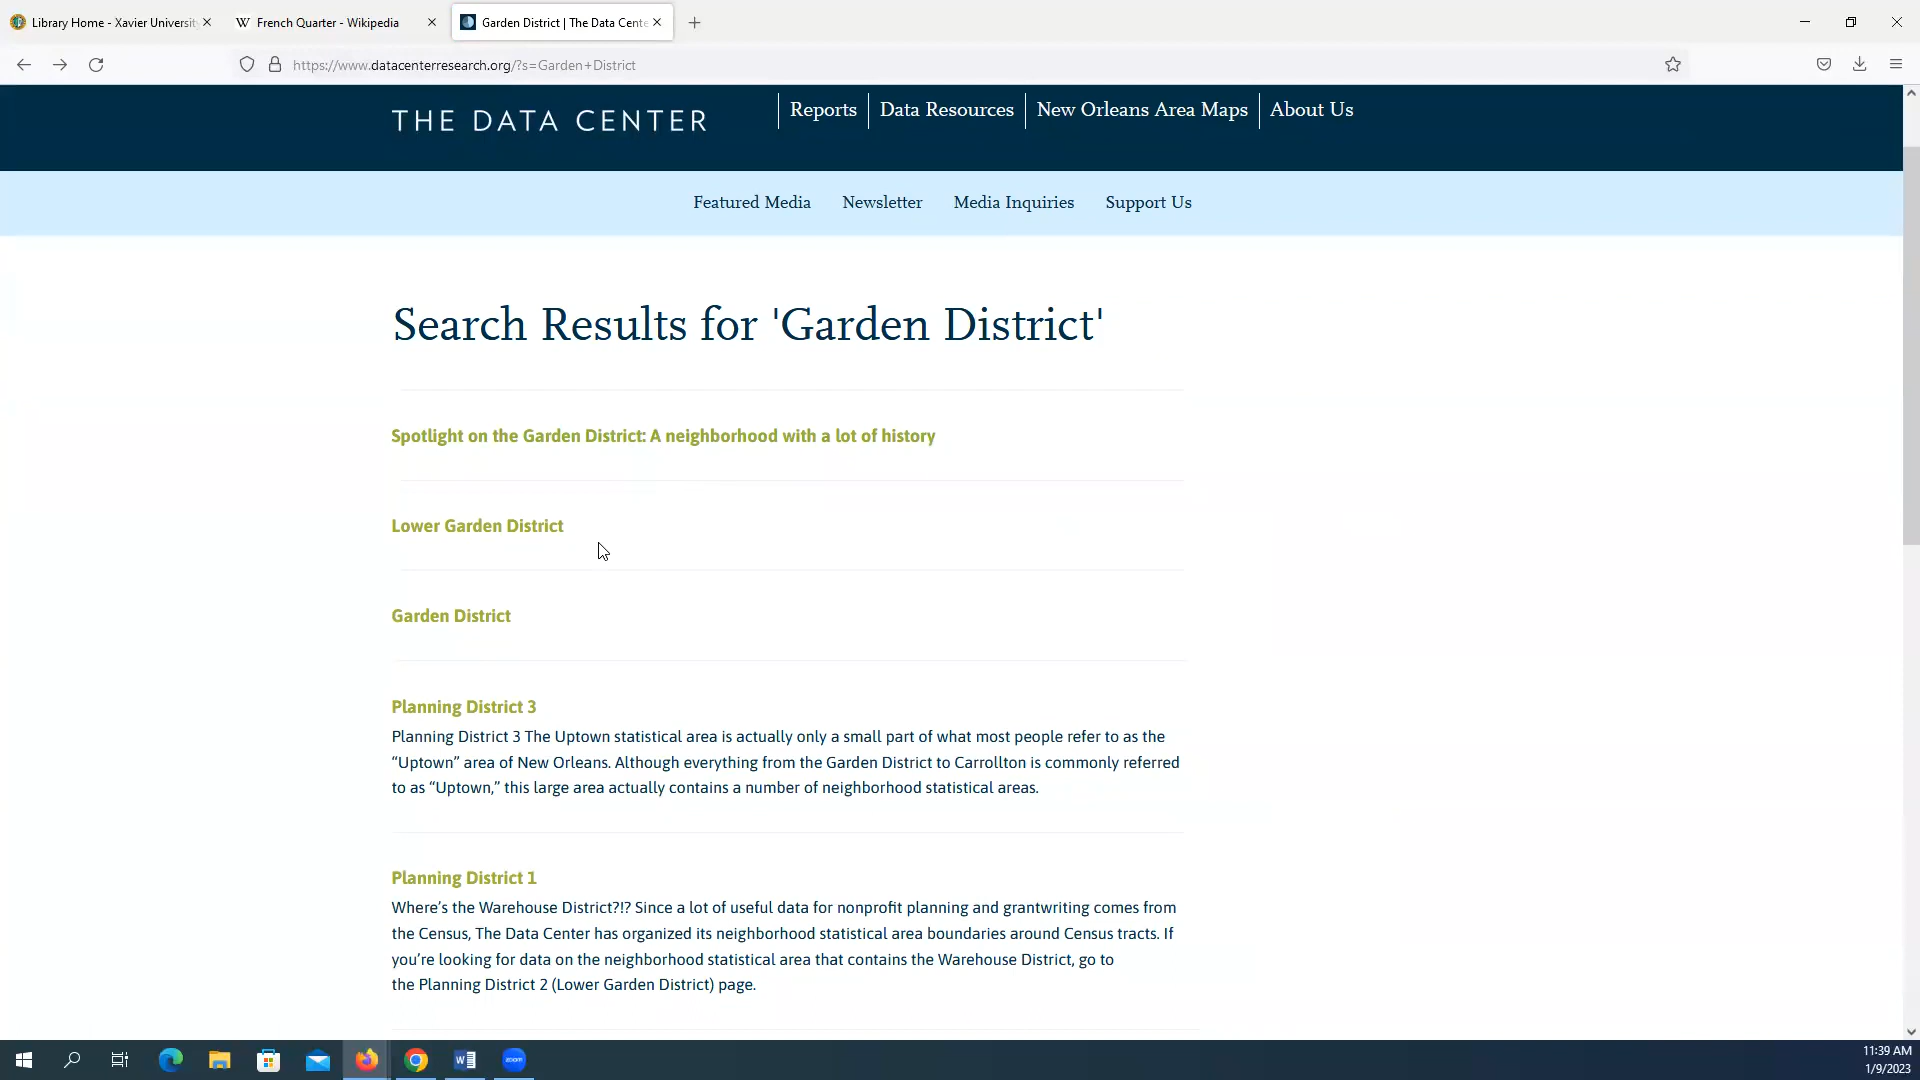 Library Home - Xavier University
French Quarter - Wikipedia
Garden District | The Data Cente
https://www.datacenterresearch.org/?s=Garden+District
THE DATA CENTER
Reports
Data Resources
New Orleans Area Maps
About Us
Featured Media
Newsletter
Media Inquiries
Support Us
Search Results for 'Garden District'
Spotlight on the Garden District: A neighborhood with a lot of history
Lower Garden District
Garden District
Planning District 3
Planning District 3 The Uptown statistical area is actually only a small part of what most people refer to as the
“Uptown” area of New Orleans. Although everything from the Garden District to Carrollton is commonly referred
to as “Uptown,” this large area actually contains a number of neighborhood statistical areas.
Planning District 1
Where’s the Warehouse District?!? Since a lot of useful data for nonprofit planning and grantwriting comes from
the Census, The Data Center has organized its neighborhood statistical area boundaries around Census tracts. If
you’re looking for data on the neighborhood statistical area that contains the Warehouse District, go to
the Planning District 2 (Lower Garden District) page.
zoom
11:39 AM
1/9/2023